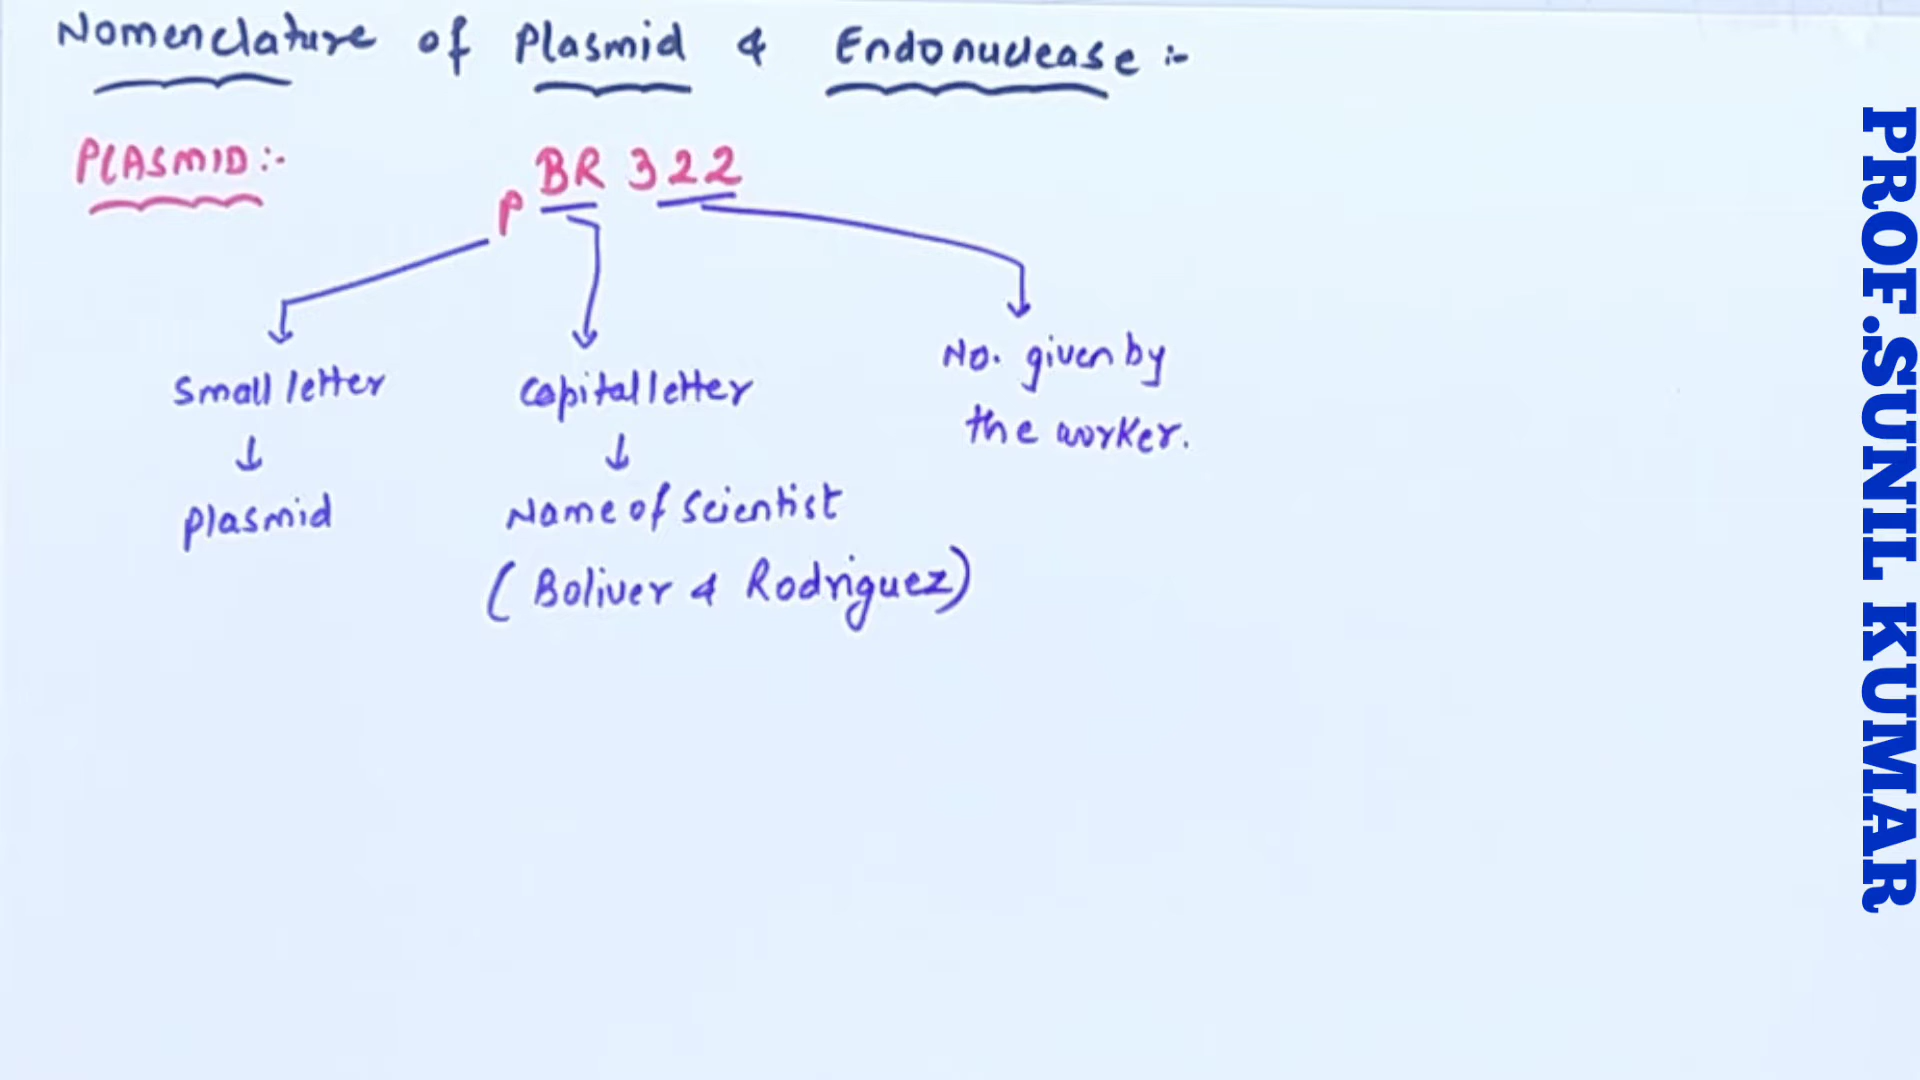 Nomenclature of Plasmid & Endonuclease :-
PLASMID :-
p BR 322
Small letter
capital letter
No. given by
the worker.
↓
↓
plasmid
Name of Scientist
( Boliver & Rodriguez)
PROF.SUNIL KUMAR